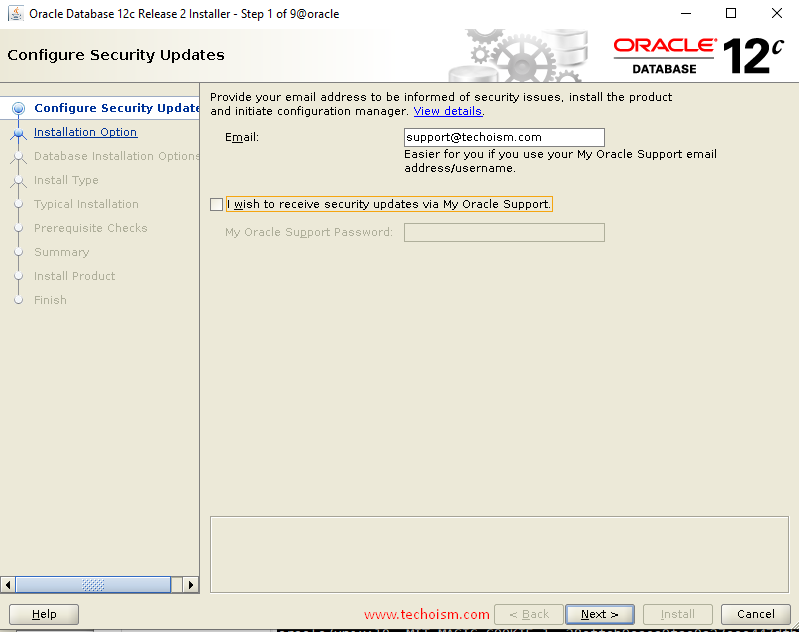 Oracle Database 12c Release 2 Installer - Step 1 of 9@oracle
Configure Security Updates
ORACLE
DATABASE
12c
Configure Security Update
Installation Option
Database Installation Options
Install Type
Typical Installation
Prerequisite Checks
Summary
Install Product
Finish
Provide your email address to be informed of security issues, install the product
and initiate configuration manager. View details.
Email:
support@techoism.com
Easier for you if you use your My Oracle Support email
address/username.
I wish to receive security updates via My Oracle Support.
My Oracle Support Password:
Help
www.techoism.com
< Back
Next >
Install
Cancel